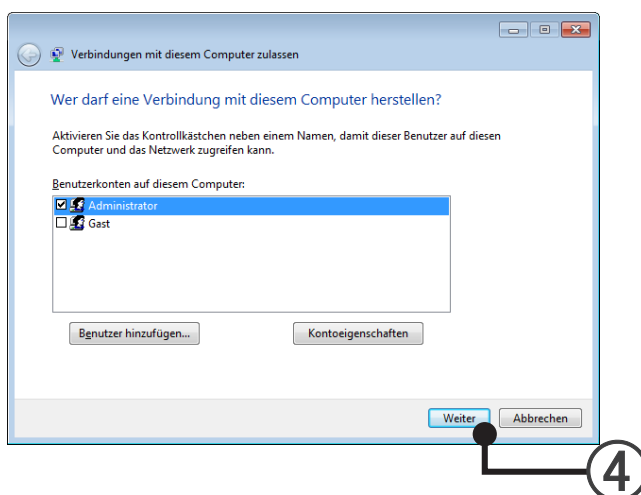 Verbindungen mit diesem Computer zulassen
Wer darf eine Verbindung mit diesem Computer herstellen?
Aktivieren Sie das Kontrollkästchen neben einem Namen, damit dieser Benutzer auf diesen
Computer und das Netzwerk zugreifen kann.
Benutzerkonten auf diesem Computer:
Administrator
Gast
Benutzer hinzufügen... Kontoeigenschaften
Weiter Abbrechen
4